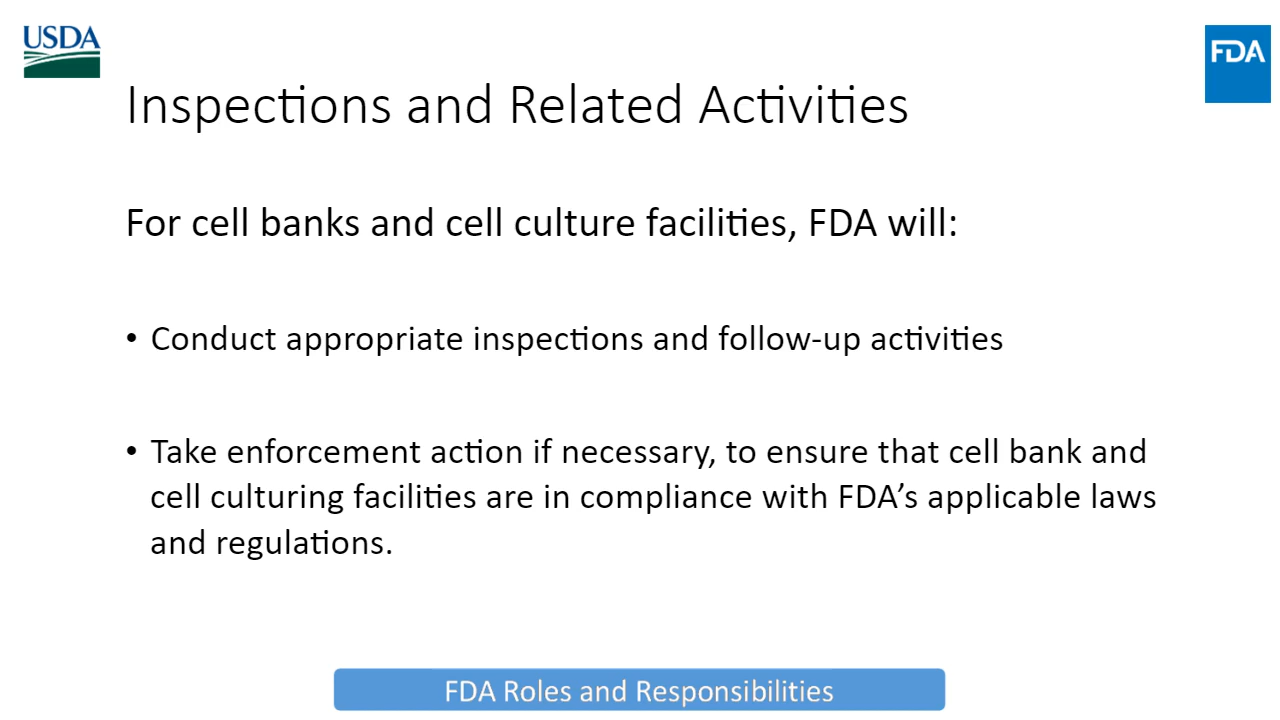 USDA
FDA
Inspections and Related Activities
For cell banks and cell culture facilities, FDA will:
• Conduct appropriate inspections and follow-up activities
• Take enforcement action if necessary, to ensure that cell bank and
cell culturing facilities are in compliance with FDA’s applicable laws
and regulations.
FDA Roles and Responsibilities